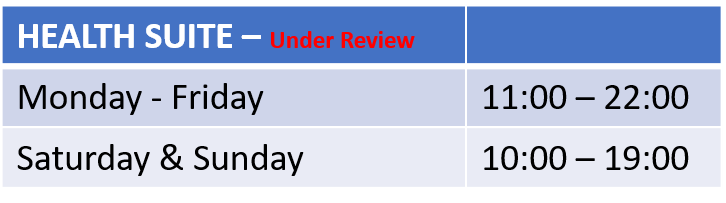 HEALTH SUITE – Under Review
Monday - Friday 11:00 – 22:00
Saturday & Sunday 10:00 – 19:00